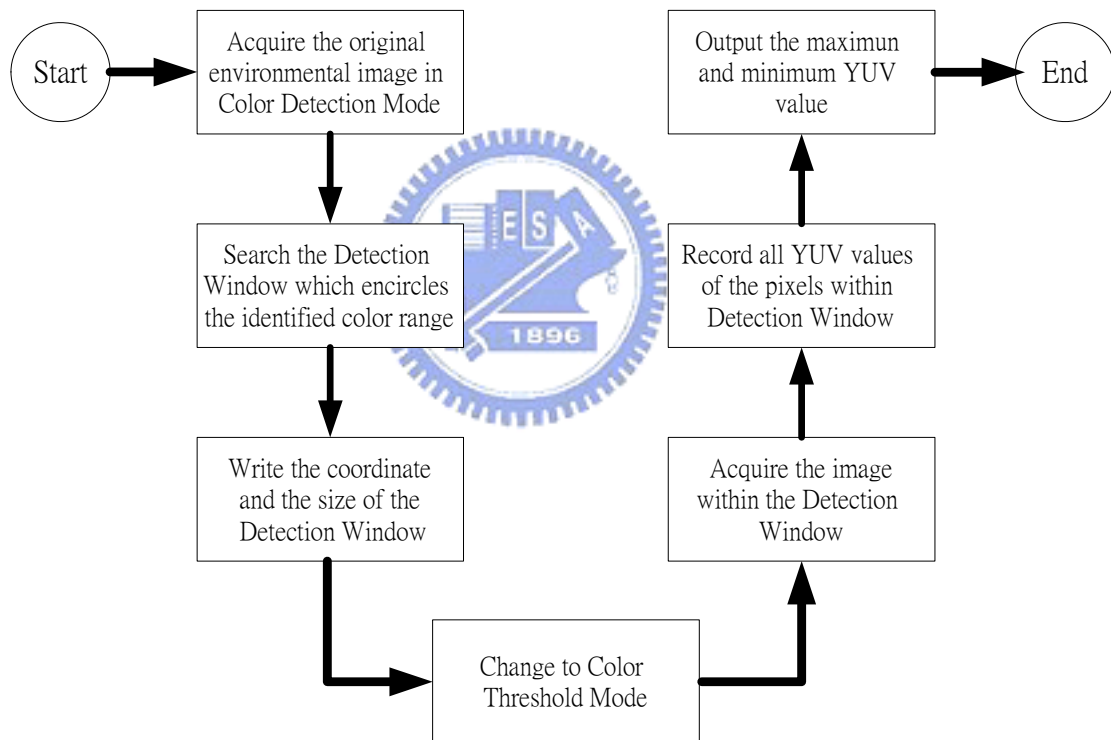 Start
Acquire the original
environmental image in
Color Detection Mode
Search the Detection
Window which encircles
the identified color range
Write the coordinate
and the size of the
Detection Window
Change to Color
Threshold Mode
Acquire the image
within the Detection
Window
Record all YUV values
of the pixels within
Detection Window
Output the maximun
and minimum YUV
value
End
E S A
1896